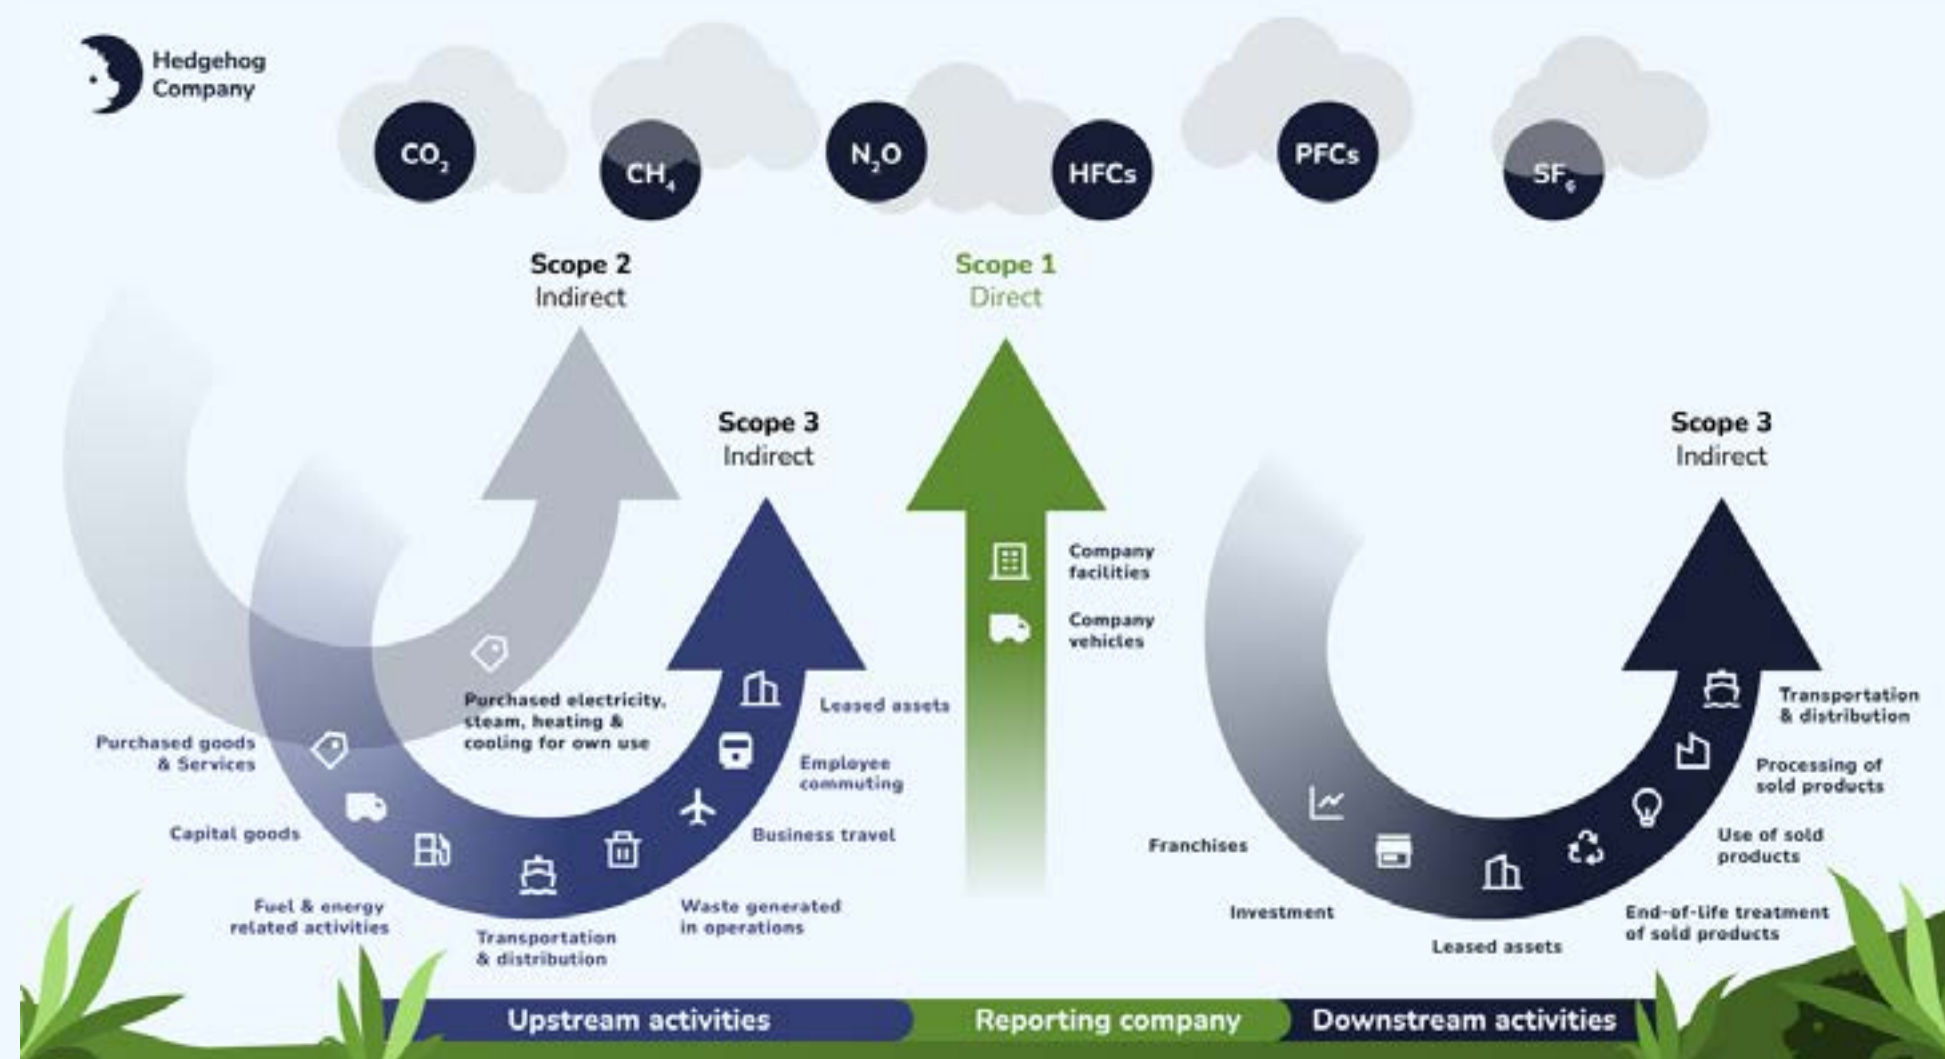 Hedgehog
Company
CO₂
CH₄
N₂O
HFCs
PFCs
SF₆
Scope 2
Indirect
Scope 1
Direct
Scope 3
Indirect
Scope 3
Indirect
Company
facilities
Company
vehicles
Purchased electricity,
steam, heating &
cooling for own use
Purchased goods
& Services
Capital goods
Fuel & energy
related activities
Transportation
& distribution
Waste generated
in operations
Business travel
Employee
commuting
Leased assets
Franchises
Investment
Leased assets
End-of-life treatment
of sold products
Use of sold
products
Processing of
sold products
Transportation
& distribution
Upstream activities
Reporting company
Downstream activities